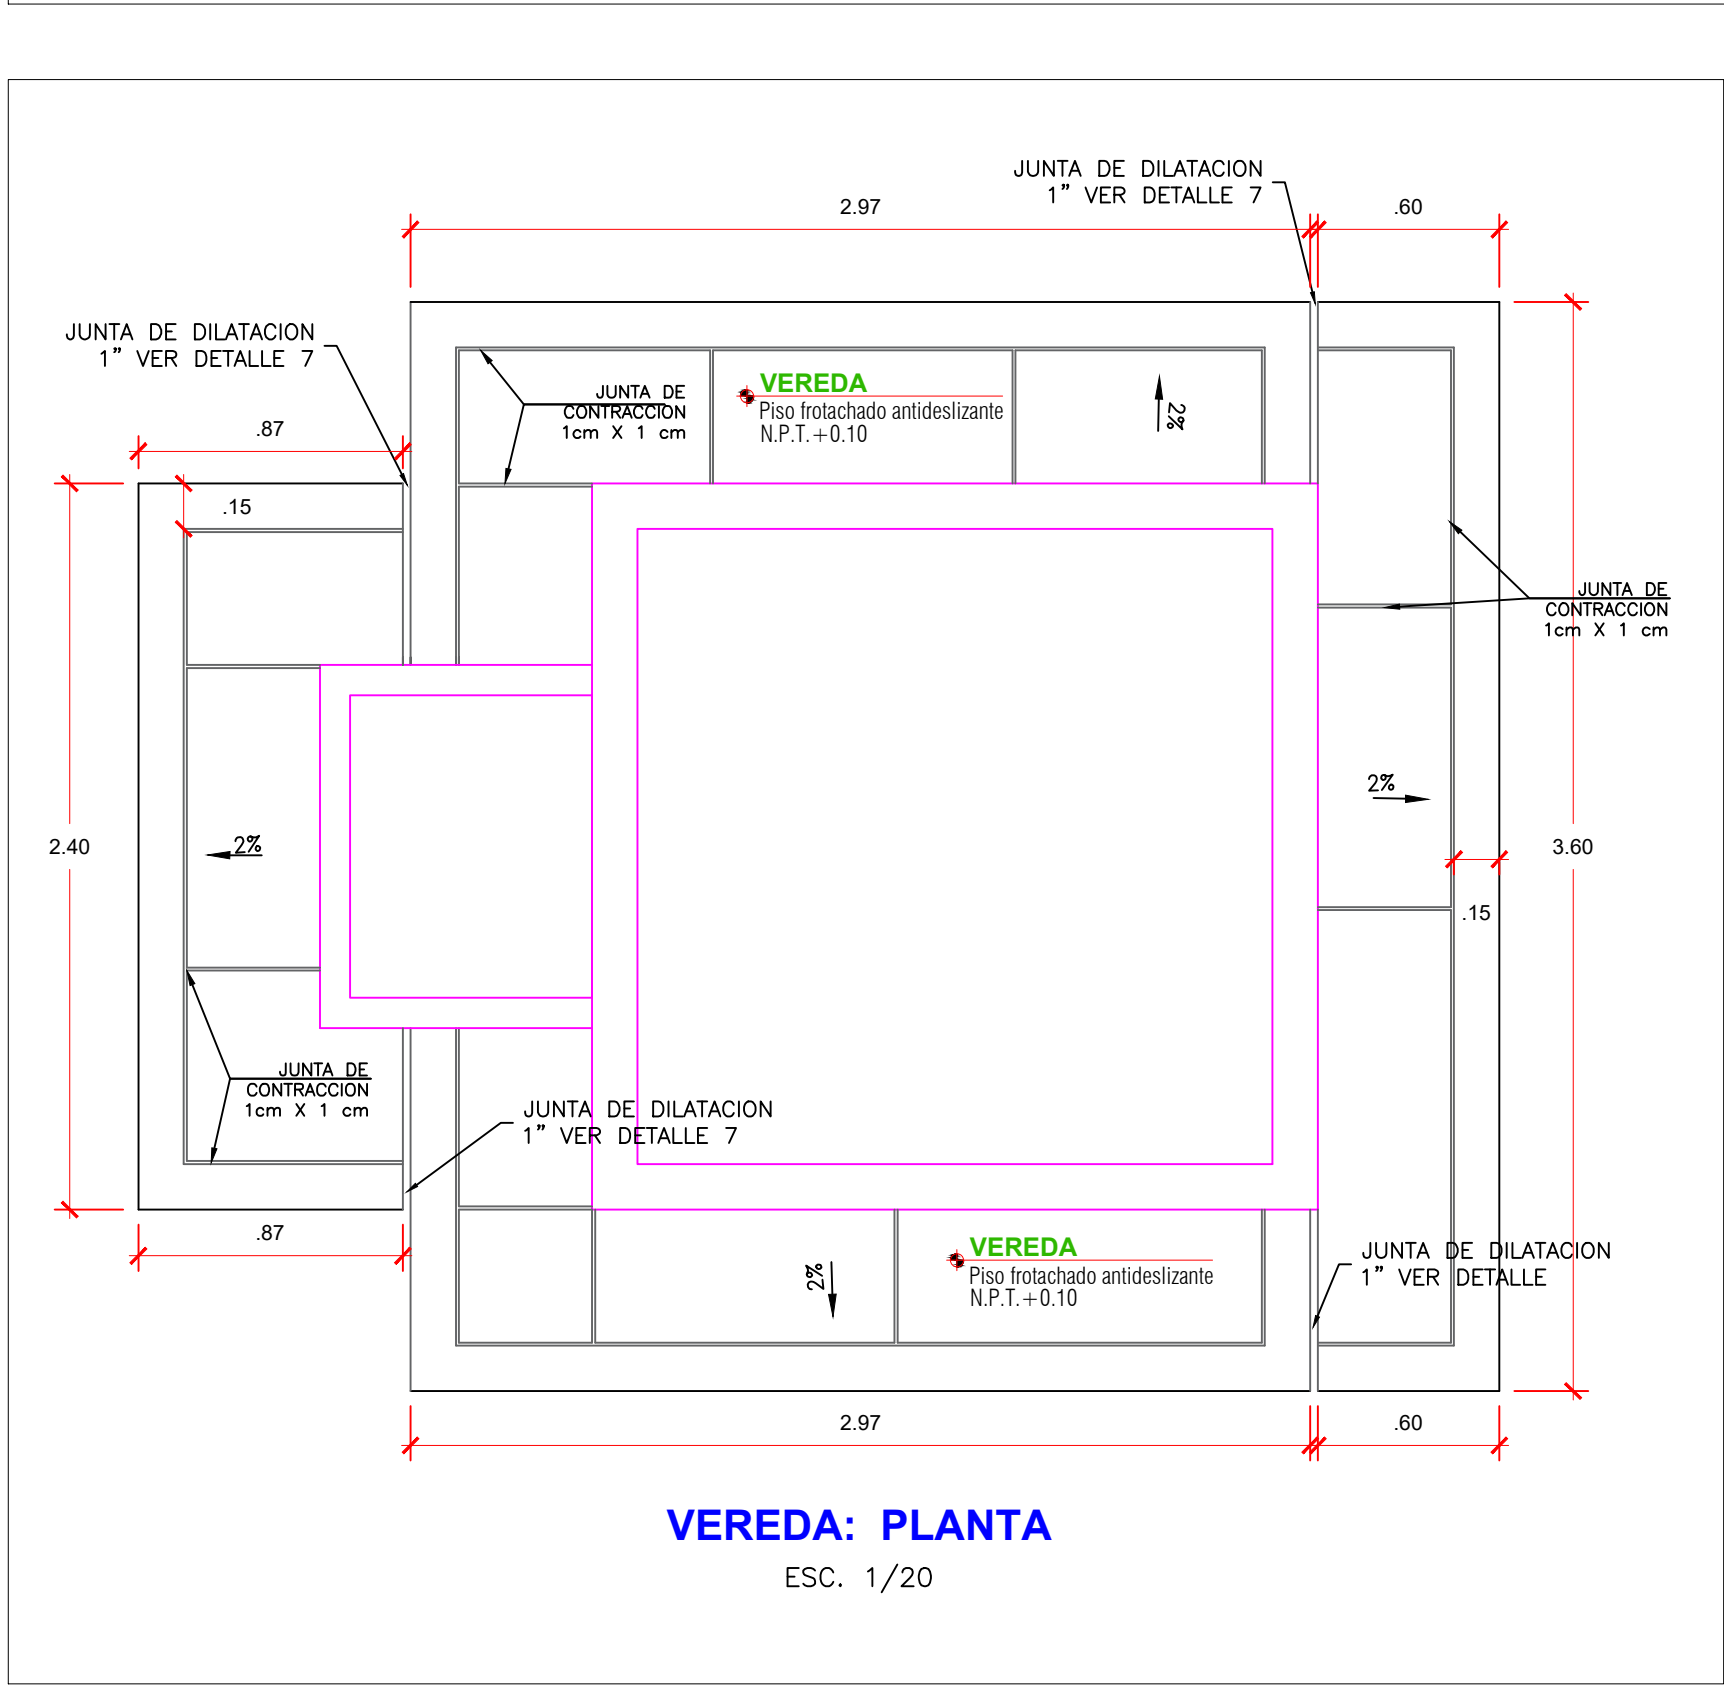 JUNTA DE DILATACION
1" VER DETALLE 7
2.97
.60
JUNTA DE DILATACION
1" VER DETALLE 7
VEREDA
Piso frotachado antideslizante
N.P.T.+0.10
JUNTA DE
CONTRACCION
1cm X 1 cm
2%
.87
.15
JUNTA DE
CONTRACCION
1cm X 1 cm
2%
2%
2.40
3.60
.15
JUNTA DE
CONTRACCION
1cm X 1 cm
JUNTA DE DILATACION
1" VER DETALLE 7
.87
VEREDA
Piso frotachado antideslizante
N.P.T.+0.10
2%
JUNTA DE DILATACION
1" VER DETALLE
2.97
.60
VEREDA: PLANTA
ESC. 1/20